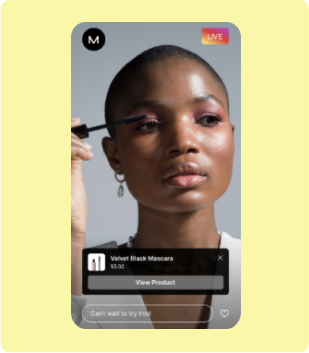 M
LIVE
Velvet Black Mascara
$5.00
View Product
Can't wait to try this!